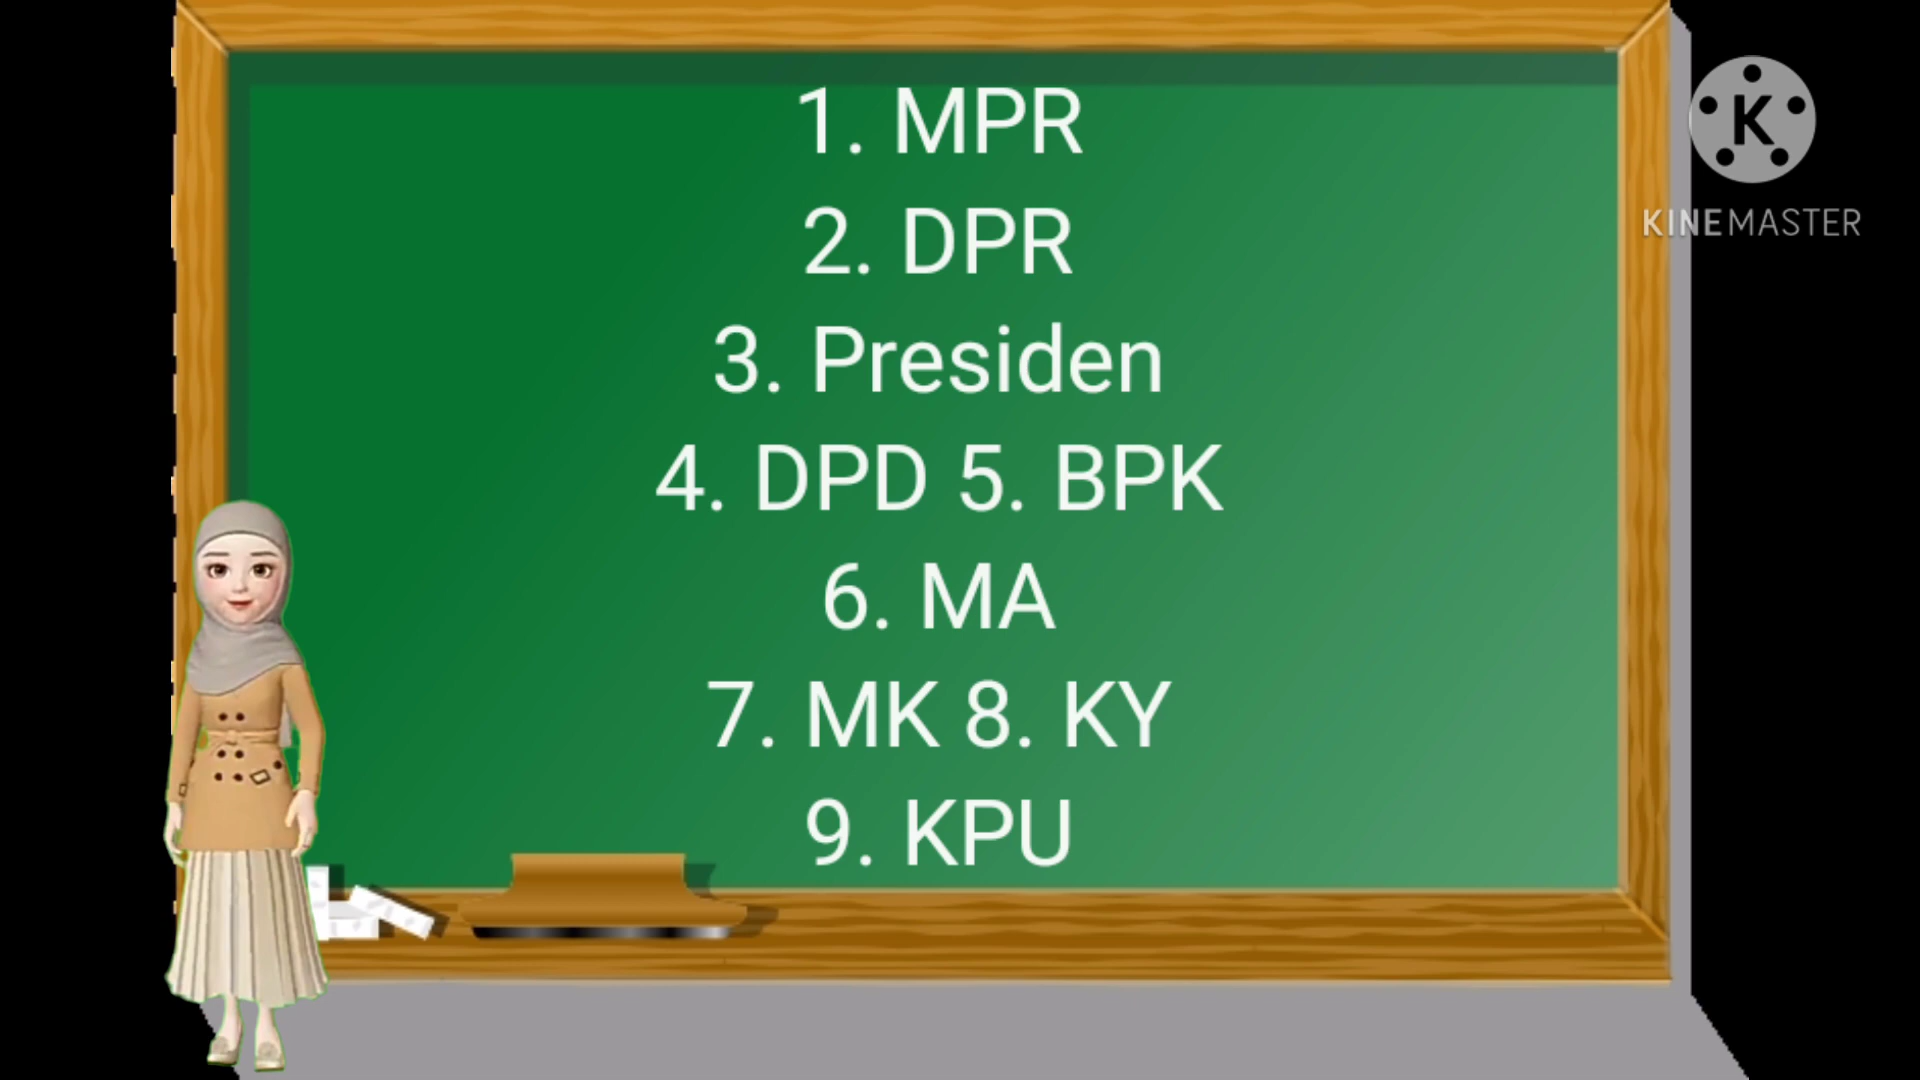 1. MPR
2. DPR
3. Presiden
4. DPD 5. BPK
6. MA
7. MK 8. KY
9. KPU
K
KINEMASTER